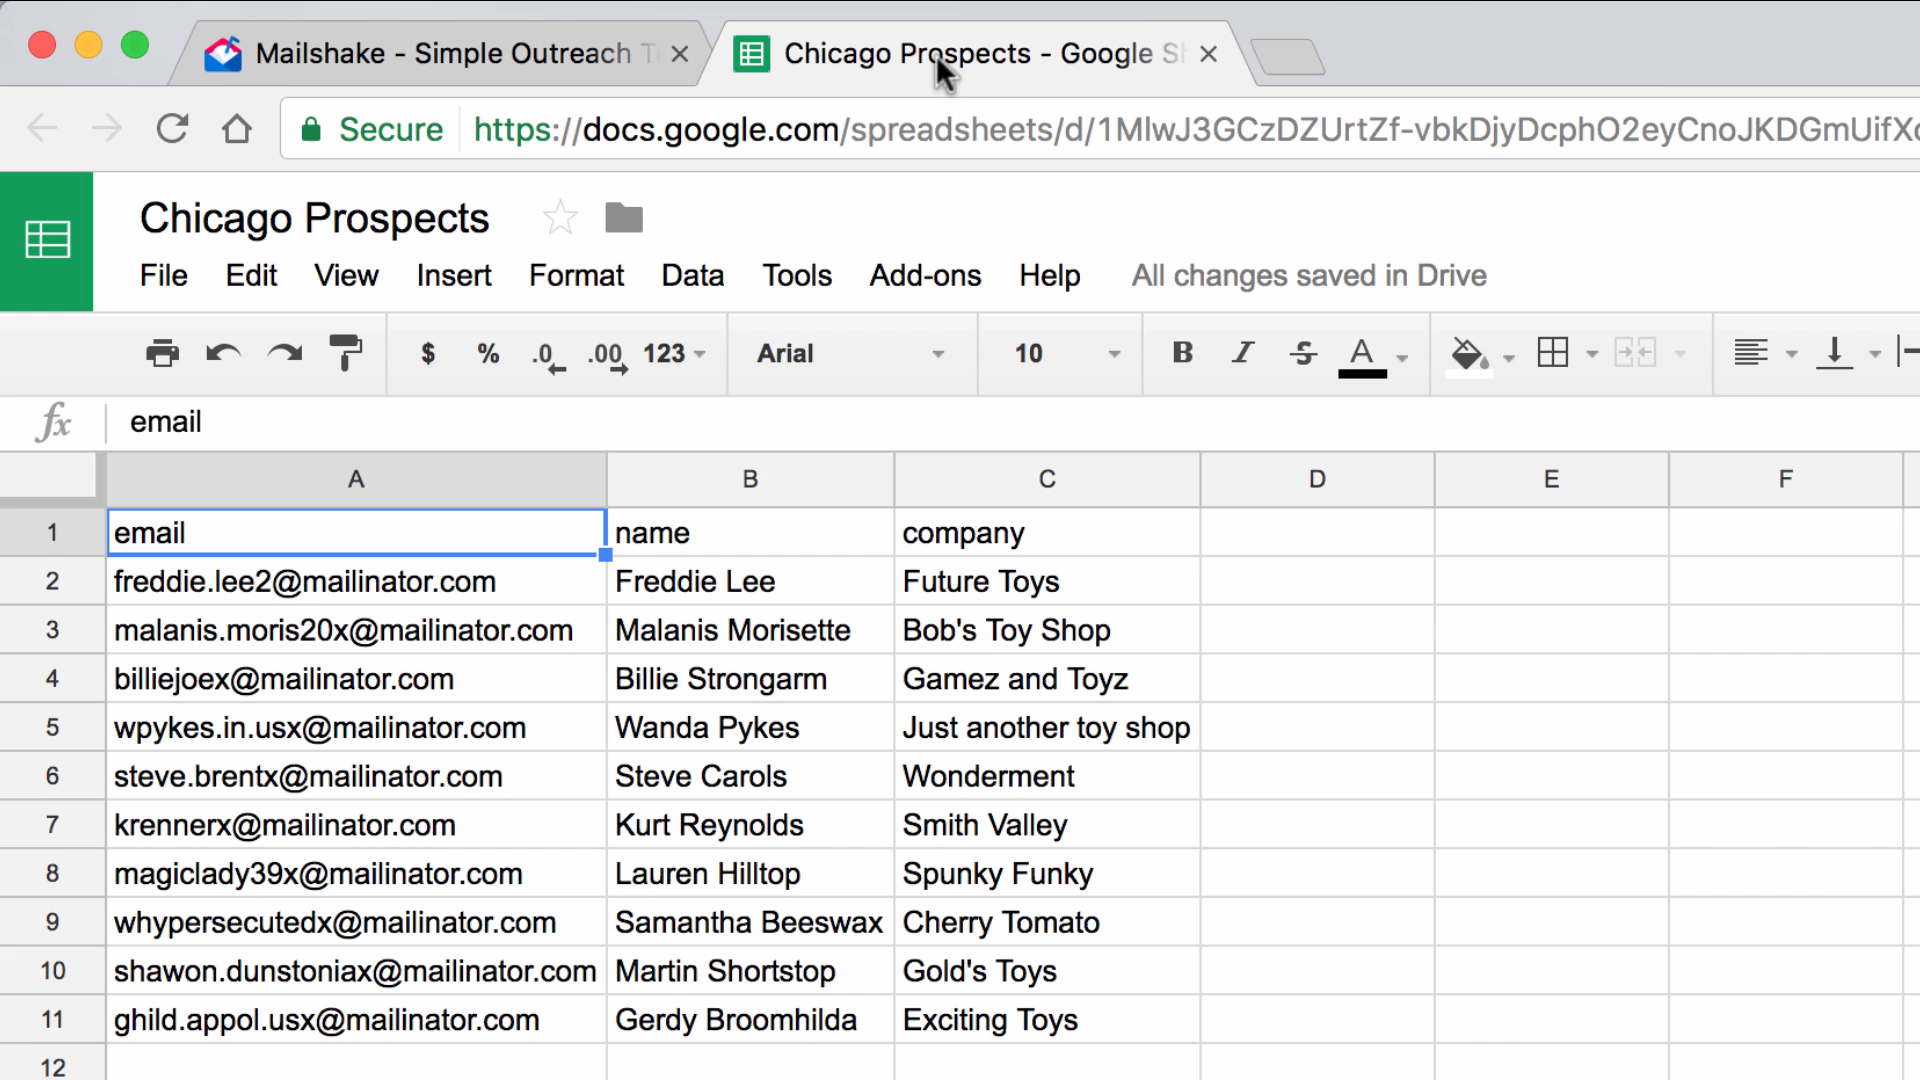 Mailshake - Simple Outreach
Chicago Prospects - Google
Secure https://docs.google.com/spreadsheets/d/1MlwJ3GCzDZUrtZf-vbkDjyDcphO2eyCnoJKDGmUifX
Chicago Prospects
File Edit View Insert Format Data Tools Add-ons Help All changes saved in Drive
$ % .0 .00 123 Arial 10 B I S A
fx email
A B C D E F
1 email name company
2 freddie.lee2@mailinator.com Freddie Lee Future Toys
3 malanis.moris20x@mailinator.com Malanis Morisette Bob's Toy Shop
4 billiejoex@mailinator.com Billie Strongarm Gamez and Toyz
5 wpykes.in.usx@mailinator.com Wanda Pykes Just another toy shop
6 steve.brentx@mailinator.com Steve Carols Wonderment
7 krennerx@mailinator.com Kurt Reynolds Smith Valley
8 magiclady39x@mailinator.com Lauren Hilltop Spunky Funky
9 whypersecutedx@mailinator.com Samantha Beeswax Cherry Tomato
10 shawon.dunstoniax@mailinator.com Martin Shortstop Gold's Toys
11 ghild.appol.usx@mailinator.com Gerdy Broomhilda Exciting Toys
12